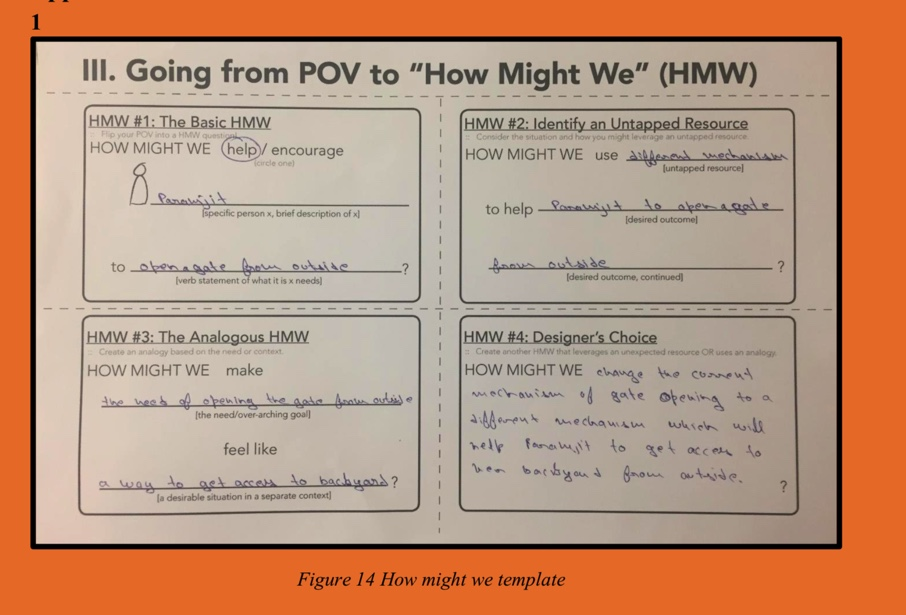 1
III. Going from POV to “How Might We” (HMW)
HMW #1: The Basic HMW
:: Flip your POV into a HMW question!
HOW MIGHT WE help / encourage
(circle one)
Paramjit
[specific person x, brief description of x]
to open a gate from outside ?
[verb statement of what it is x needs]
HMW #2: Identify an Untapped Resource
:: Consider the situation and how you might leverage an untapped resource.
HOW MIGHT WE use different mechanism
[untapped resource]
to help Paramjit to open a gate
[desired outcome]
from outside ?
[desired outcome, continued]
HMW #3: The Analogous HMW
:: Create an analogy based on the need or context.
HOW MIGHT WE make
the need of opening the gate from outside
[the need/over-arching goal]
feel like
a way to get access to backyard?
[a desirable situation in a separate context]
HMW #4: Designer’s Choice
:: Create another HMW that leverages an unexpected resource OR uses an analogy.
HOW MIGHT WE change the current
mechanism of gate opening to a
different mechanism which will
help Paramjit to get access to
her backyard from outside.
?
Figure 14 How might we template